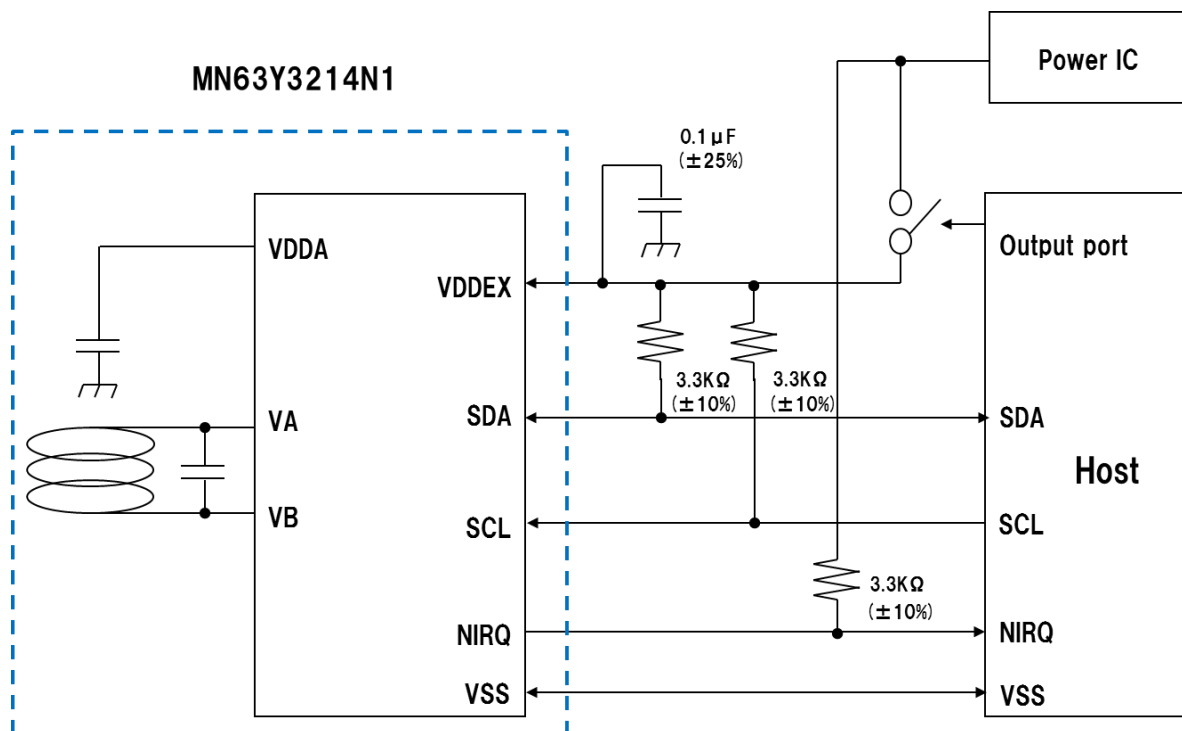 Power IC
MN63Y3214N1
0.1μF
(±25%)
VDDA
Output port
VDDEX
3.3KΩ
(±10%)
3.3KΩ
(±10%)
VA
SDA
SDA
Host
VB
SCL
SCL
3.3KΩ
(±10%)
NIRQ
NIRQ
VSS
VSS